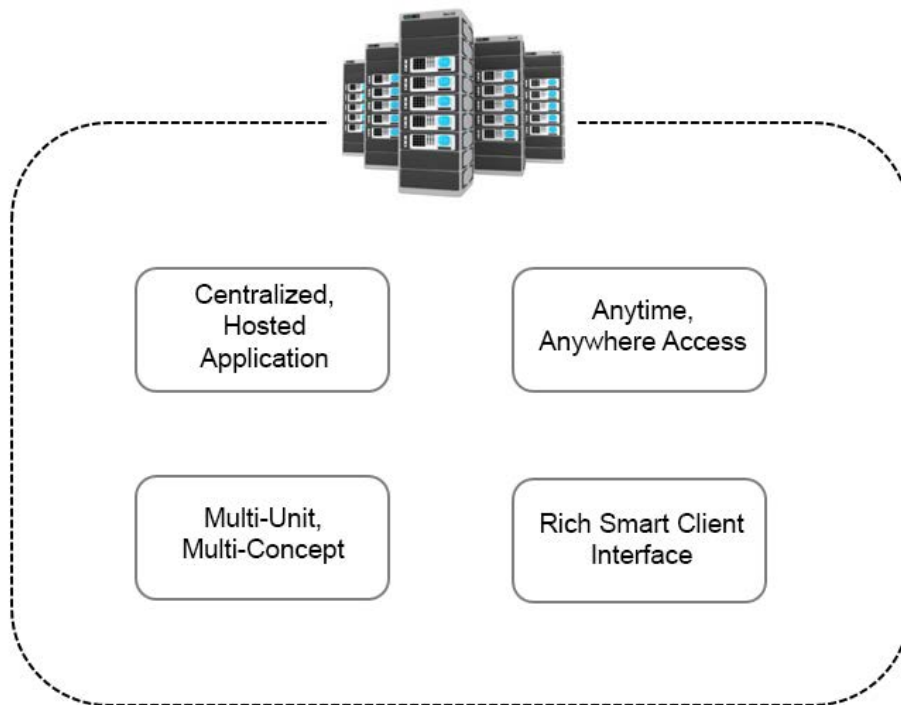 Centralized,
Hosted
Application
Anytime,
Anywhere Access
Multi-Unit,
Multi-Concept
Rich Smart Client
Interface